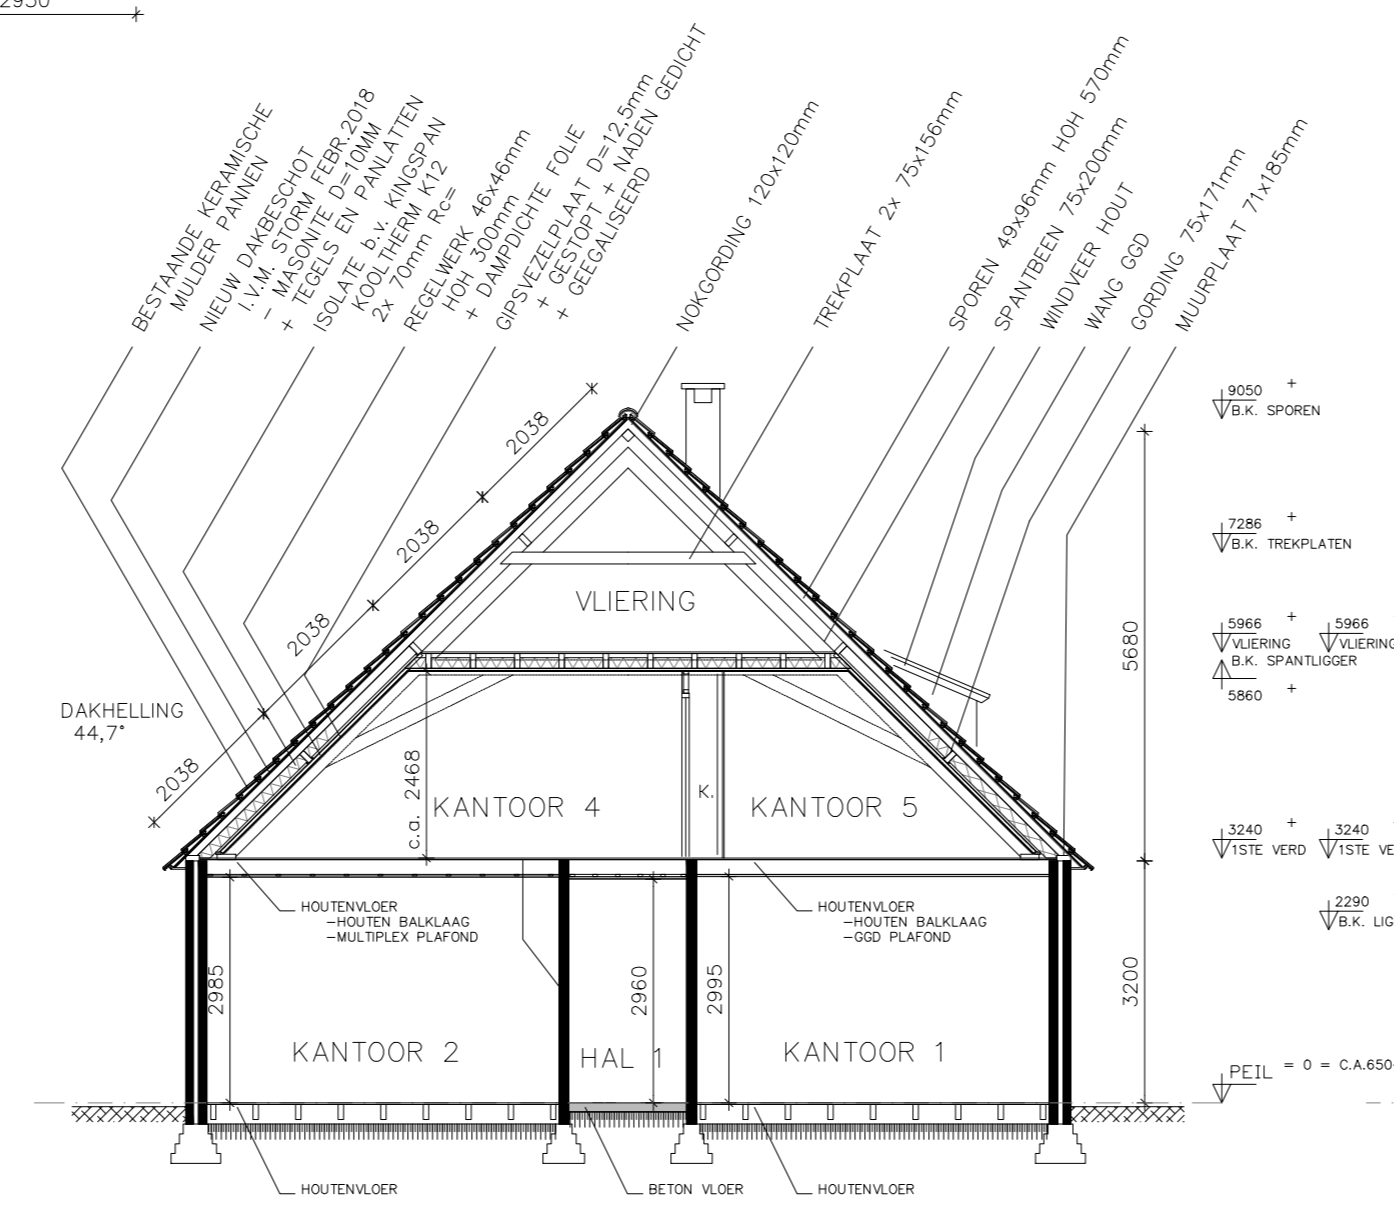 2950
BESTAANDE KERAMISCHE
MULDER PANNEN
NIEUW DAKBESCHOT
I.V.M. STORM FEBR.2018
- MASONITE D=10MM
+ TEGELS EN PANLATTEN
ISOLATE b.v. KINGSPAN
KOOLTHERM K12
2x 70mm Rc=
REGELWERK 46x46mm
HOH 300mm
+ DAMPDICHTE FOLIE
GIPSVEZELPLAAT D=12,5mm
+ GESTOPT + NADEN GEDICHT
+ GEEGALISEERD
NOKGORDING 120x120mm
TREKPLAAT 2x 75x156mm
SPOREN 49x96mm HOH 570mm
SPANTBEEN 75x200mm
WINDVEER HOUT
WANG GGD
GORDING 75x171mm
MUURPLAAT 71x185mm
2038
2038
2038
2038
DAKHELLING
44,7°
VLIERING
c.a. 2468
KANTOOR 4
K.
KANTOOR 5
5680
9050 +
B.K. SPOREN
7286 +
B.K. TREKPLATEN
5966 +
VLIERING
B.K. SPANTLIGGER
5860 +
5966
VLIERING
3240 +
1STE VERD
3240
1STE VE
2290
B.K. LIG
HOUTENVLOER
-HOUTEN BALKLAAG
-MULTIPLEX PLAFOND
HOUTENVLOER
-HOUTEN BALKLAAG
-GGD PLAFOND
2985
2960
2995
3200
KANTOOR 2
HAL 1
KANTOOR 1
PEIL = 0 = C.A.650
HOUTENVLOER
BETON VLOER
HOUTENVLOER